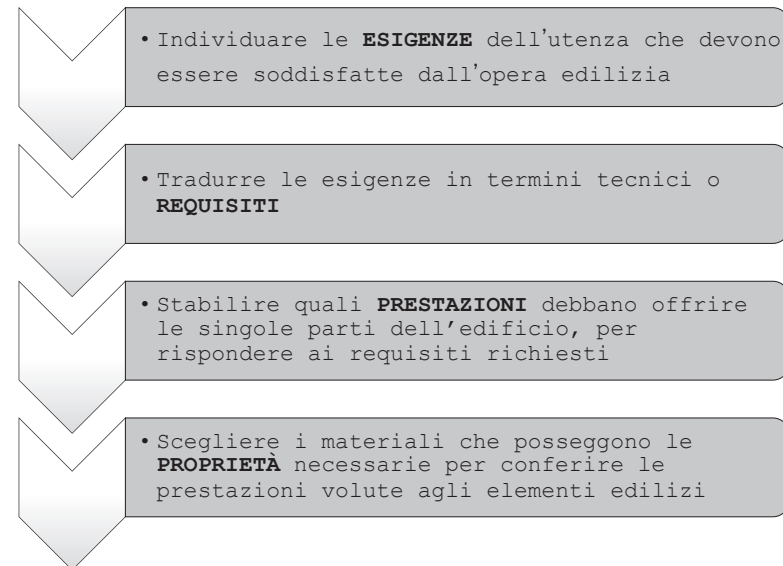 • Individuare le ESIGENZE dell'utenza che devono
essere soddisfatte dall'opera edilizia
• Tradurre le esigenze in termini tecnici o
REQUISITI
• Stabilire quali PRESTAZIONI debbano offrire
le singole parti dell'edificio, per
rispondere ai requisiti richiesti
• Scegliere i materiali che posseggono le
PROPRIETÀ necessarie per conferire le
prestazioni volute agli elementi edilizi